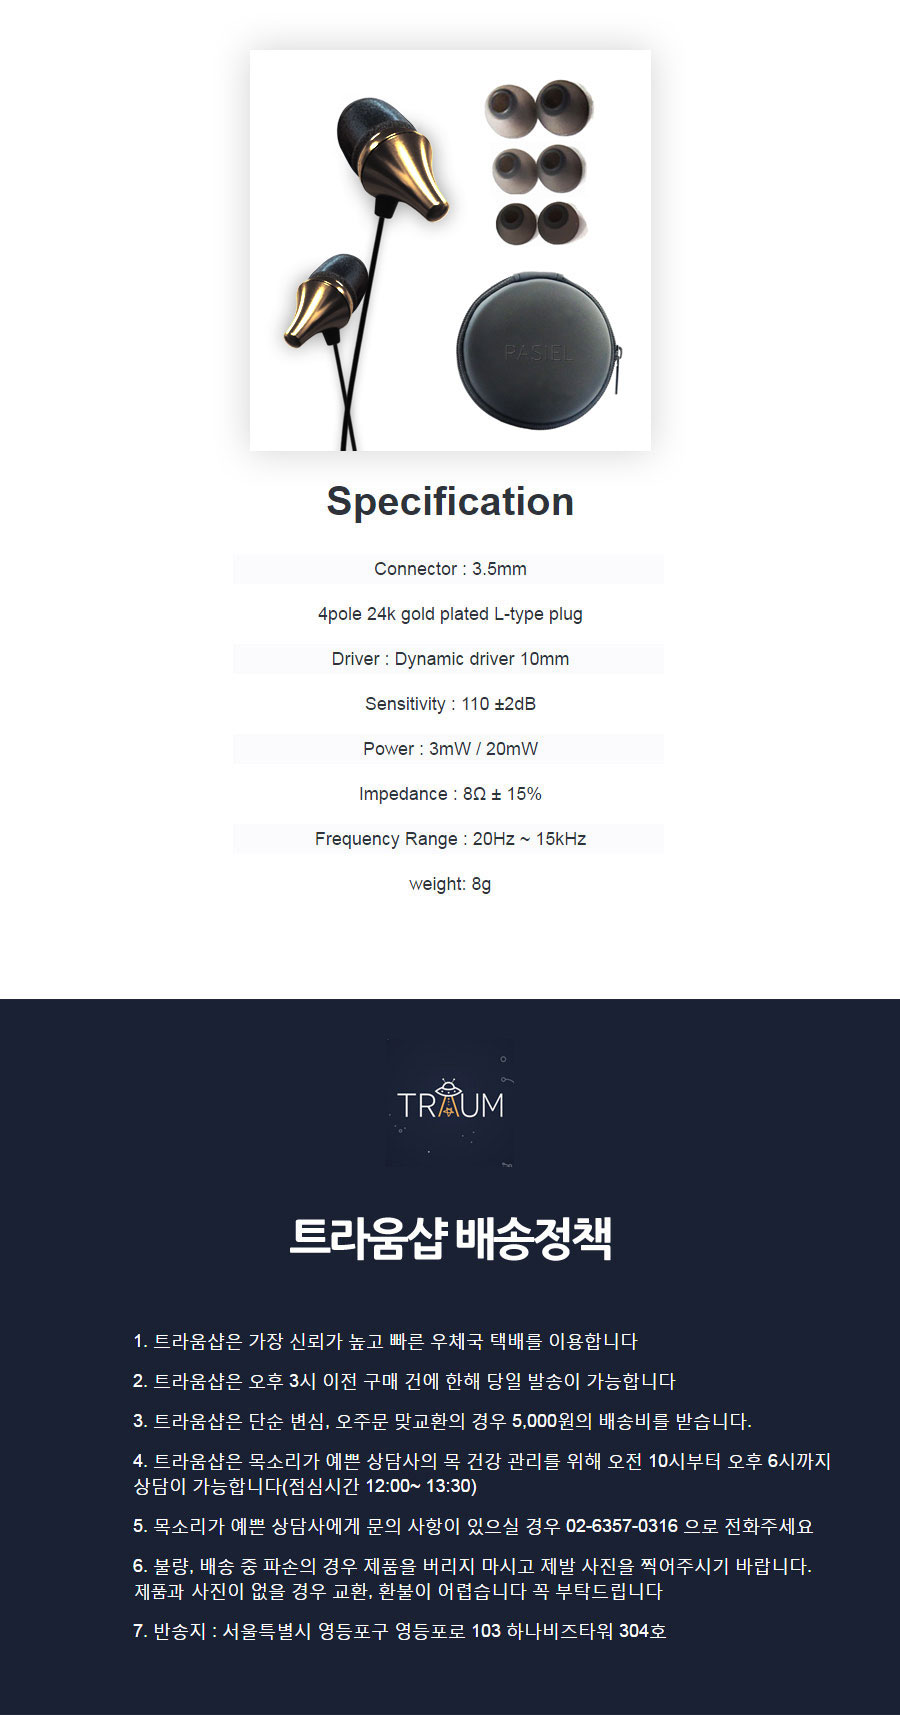 PASIEL
Specification
Connector : 3.5mm
4pole 24k gold plated L-type plug
Driver : Dynamic driver 10mm
Sensitivity : 110 ±2dB
Power : 3mW / 20mW
Impedance : 8Ω ± 15%
Frequency Range : 20Hz ~ 15kHz
weight: 8g
TRAUM
트라움샵 배송정책
1. 트라움샵은 가장 신뢰가 높고 빠른 우체국 택배를 이용합니다
2. 트라움샵은 오후 3시 이전 구매 건에 한해 당일 발송이 가능합니다
3. 트라움샵은 단순 변심, 오주문 맞교환의 경우 5,000원의 배송비를 받습니다.
4. 트라움샵은 목소리가 예쁜 상담사의 목 건강 관리를 위해 오전 10시부터 오후 6시까지
상담이 가능합니다(점심시간 12:00~ 13:30)
5. 목소리가 예쁜 상담사에게 문의 사항이 있으실 경우 02-6357-0316 으로 전화주세요
6. 불량, 배송 중 파손의 경우 제품을 버리지 마시고 제발 사진을 찍어주시기 바랍니다.
제품과 사진이 없을 경우 교환, 환불이 어렵습니다 꼭 부탁드립니다
7. 반송지 : 서울특별시 영등포구 영등포로 103 하나비즈타워 304호